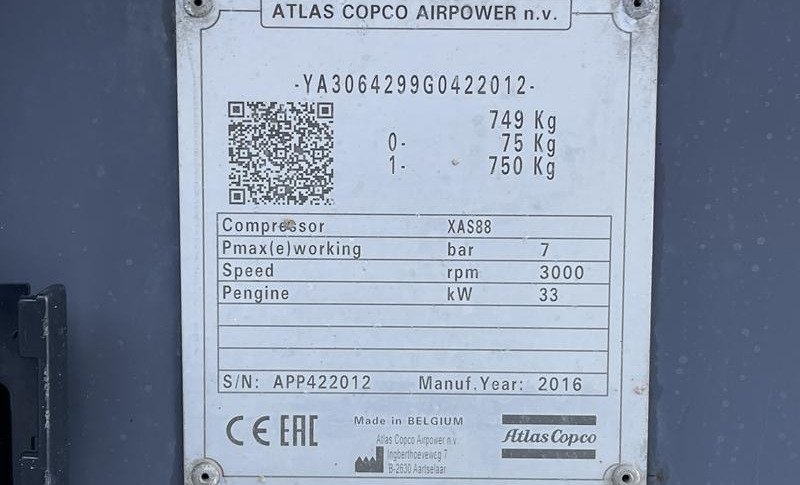 ATLAS COPCO AIRPOWER n.v.
-YA3064299G0422012-
749 Kg
0- 75 Kg
1- 750 Kg
Compressor XAS88
Pmax(e)working bar 7
Speed rpm 3000
Pengine kW 33
S/N: APP422012 Manuf.Year: 2016
CE EAC Made in BELGIUM
Atlas Copco Airpower n.v.
Ingberthoeveweg 7
B-2630 Aartselaar
Atlas Copco